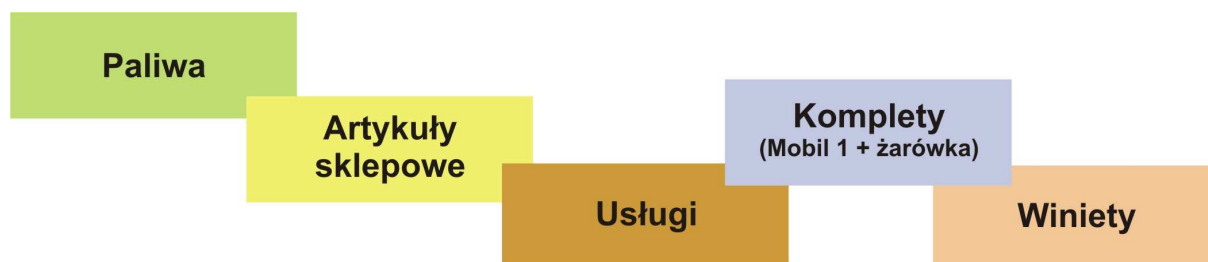 Paliwa
Artykuły
sklepowe
Usługi
Komplety
(Mobil 1 + żarówka)
Winiety